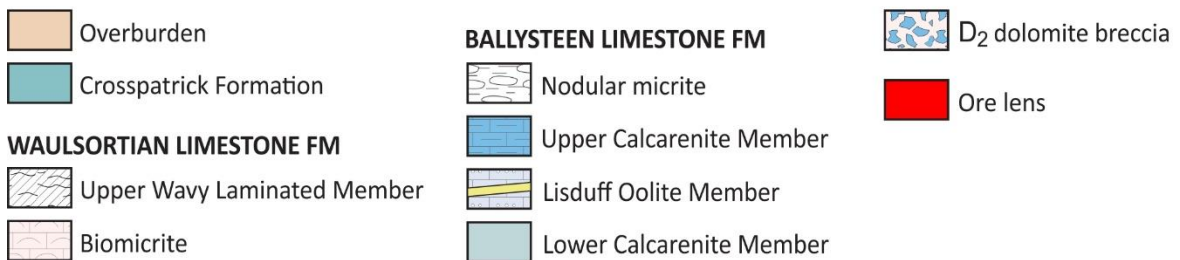 Overburden
Crosspatrick Formation
WAULSORTIAN LIMESTONE FM
Upper Wavy Laminated Member
Biomicrite
BALLYSTEEN LIMESTONE FM
Nodular micrite
Upper Calcarenite Member
Lisduff Oolite Member
Lower Calcarenite Member
D₂ dolomite breccia
Ore lens